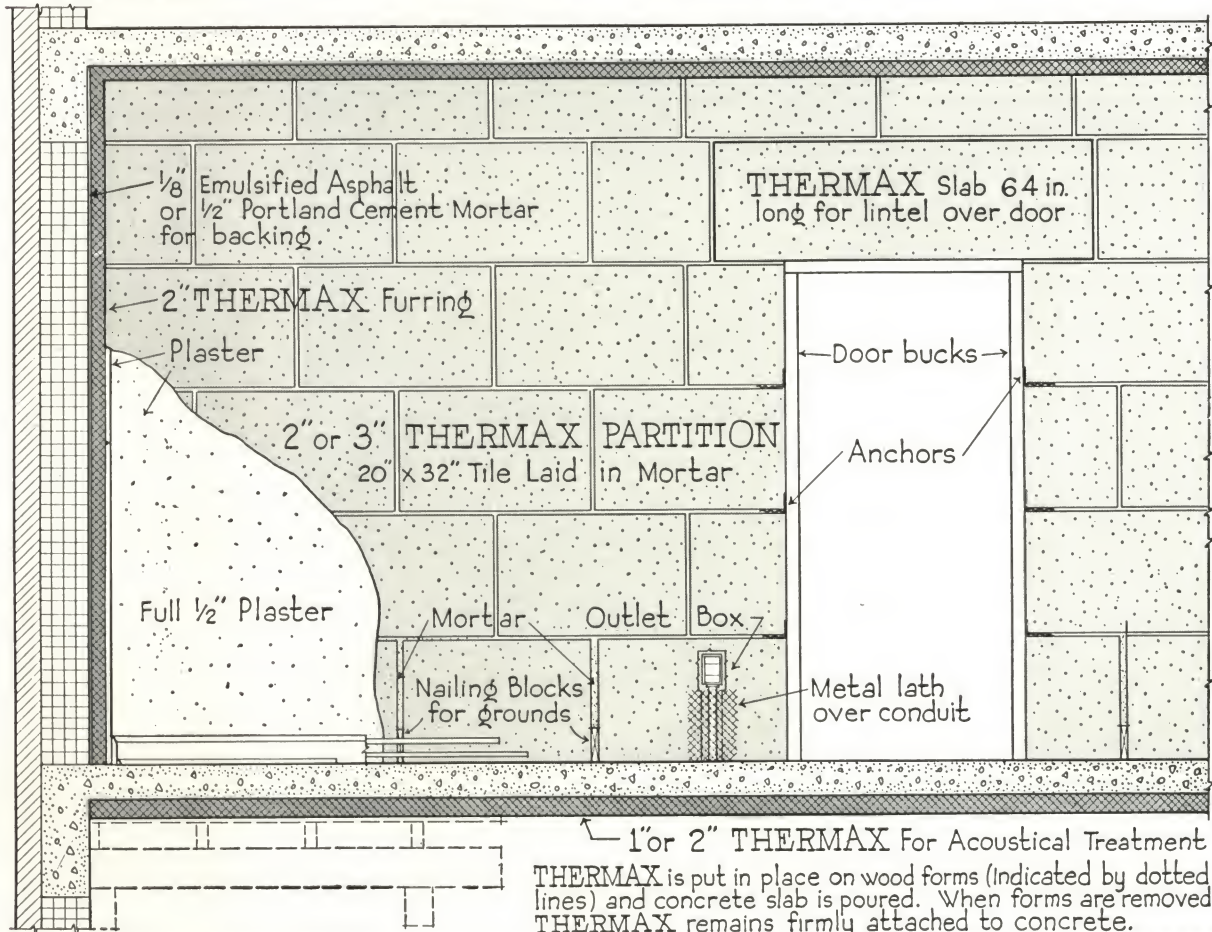 1/8" Emulsified Asphalt
or 1/2" Portland Cement Mortar
for backing.
THERMAX Slab 64 in.
long for lintel over door
2" THERMAX Furring
Plaster
Door bucks
2" or 3" THERMAX PARTITION
20" x 32" Tile Laid in Mortar
Anchors
Full 1/2" Plaster
Mortar
Outlet Box
Nailing Blocks
for grounds
Metal lath
over conduit
1" or 2" THERMAX For Acoustical Treatment
THERMAX is put in place on wood forms (Indicated by dotted
lines) and concrete slab is poured. When forms are removed
THERMAX remains firmly attached to concrete.